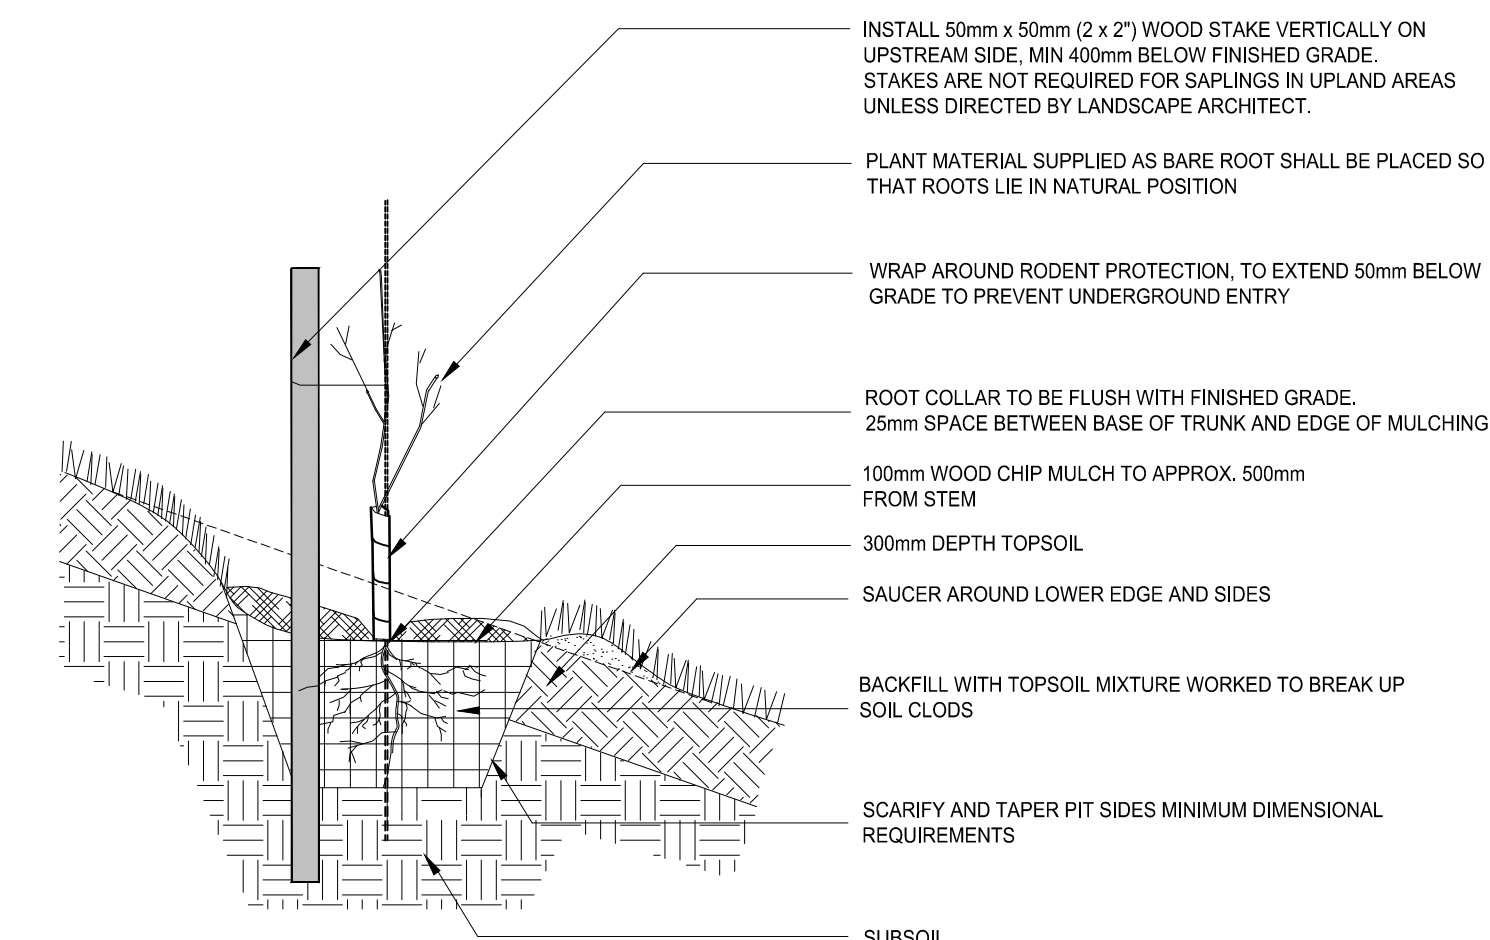 INSTALL 50mm x 50mm (2 x 2") WOOD STAKE VERTICALLY ON
UPSTREAM SIDE, MIN 400mm BELOW FINISHED GRADE.
STAKES ARE NOT REQUIRED FOR SAPLINGS IN UPLAND AREAS
UNLESS DIRECTED BY LANDSCAPE ARCHITECT.
PLANT MATERIAL SUPPLIED AS BARE ROOT SHALL BE PLACED SO
THAT ROOTS LIE IN NATURAL POSITION
WRAP AROUND RODENT PROTECTION, TO EXTEND 50mm BELOW
GRADE TO PREVENT UNDERGROUND ENTRY
ROOT COLLAR TO BE FLUSH WITH FINISHED GRADE.
25mm SPACE BETWEEN BASE OF TRUNK AND EDGE OF MULCHING
100mm WOOD CHIP MULCH TO APPROX. 500mm
FROM STEM
300mm DEPTH TOPSOIL
SAUCER AROUND LOWER EDGE AND SIDES
BACKFILL WITH TOPSOIL MIXTURE WORKED TO BREAK UP
SOIL CLODS
SCARIFY AND TAPER PIT SIDES MINIMUM DIMENSIONAL
REQUIREMENTS
SUBSOIL